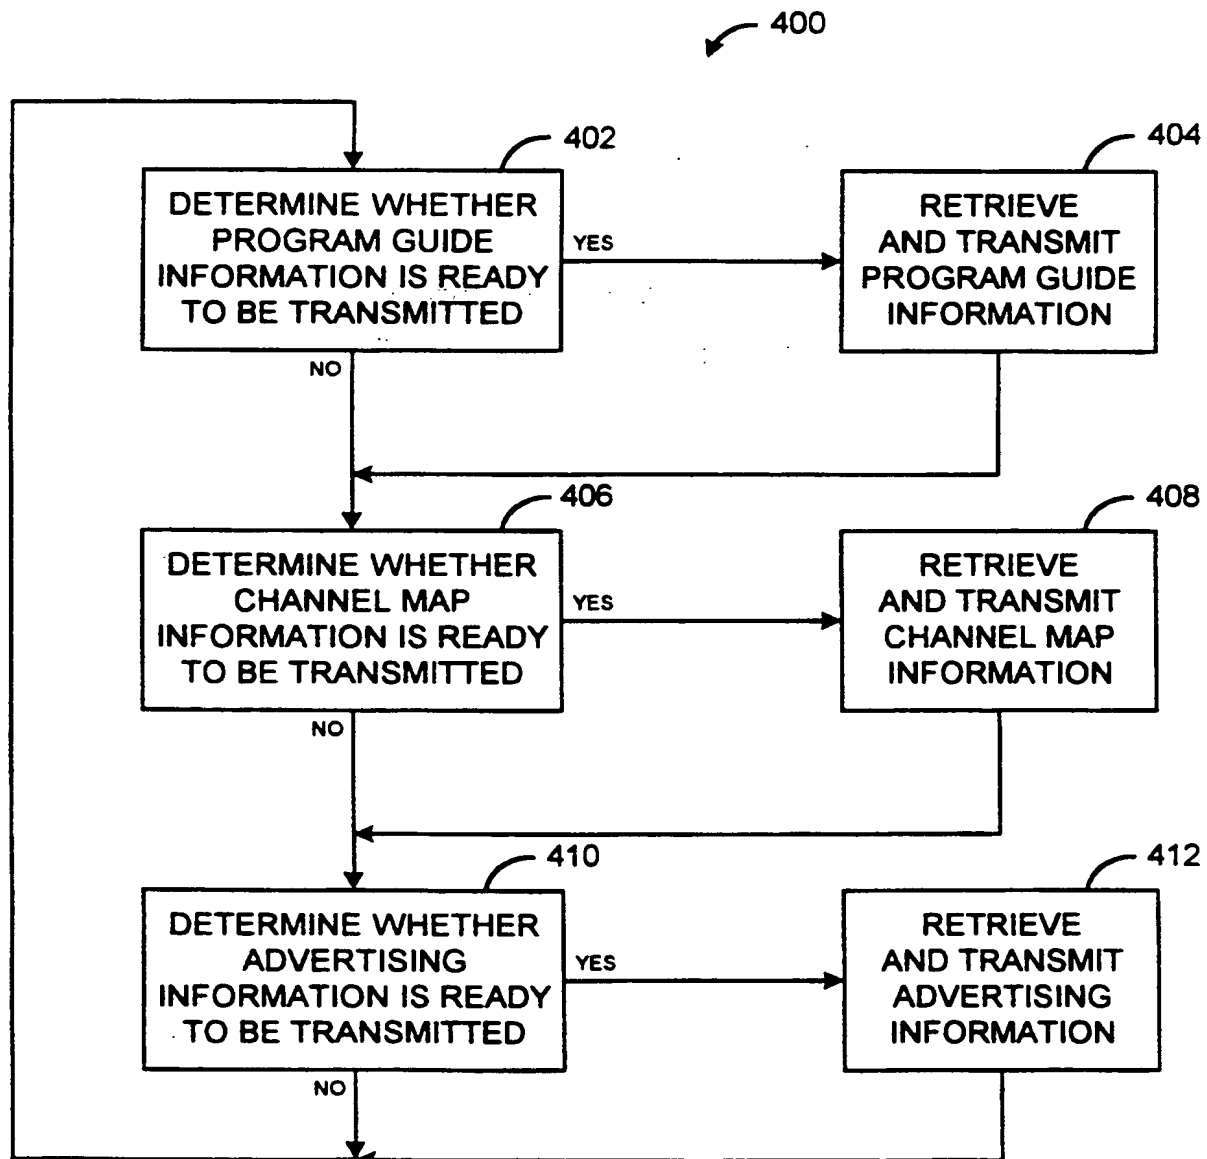 400
402
DETERMINE WHETHER
PROGRAM GUIDE
INFORMATION IS READY
TO BE TRANSMITTED
YES
NO
404
RETRIEVE
AND TRANSMIT
PROGRAM GUIDE
INFORMATION
406
DETERMINE WHETHER
CHANNEL MAP
INFORMATION IS READY
TO BE TRANSMITTED
YES
NO
408
RETRIEVE
AND TRANSMIT
CHANNEL MAP
INFORMATION
410
DETERMINE WHETHER
ADVERTISING
INFORMATION IS READY
TO BE TRANSMITTED
YES
NO
412
RETRIEVE
AND TRANSMIT
ADVERTISING
INFORMATION